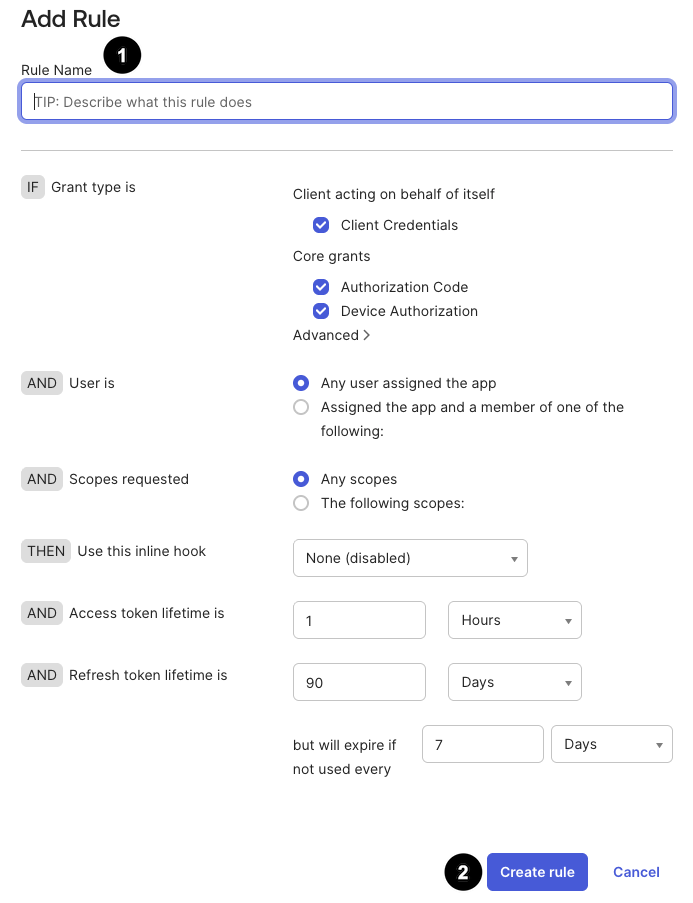 Add Rule
1
Rule Name
TIP: Describe what this rule does
IF Grant type is
Client acting on behalf of itself
Client Credentials
Core grants
Authorization Code
Device Authorization
Advanced >
AND User is
Any user assigned the app
Assigned the app and a member of one of the
following:
AND Scopes requested
Any scopes
The following scopes:
THEN Use this inline hook
None (disabled)
AND Access token lifetime is
1 Hours
AND Refresh token lifetime is
90 Days
but will expire if
not used every
7 Days
2 Create rule Cancel